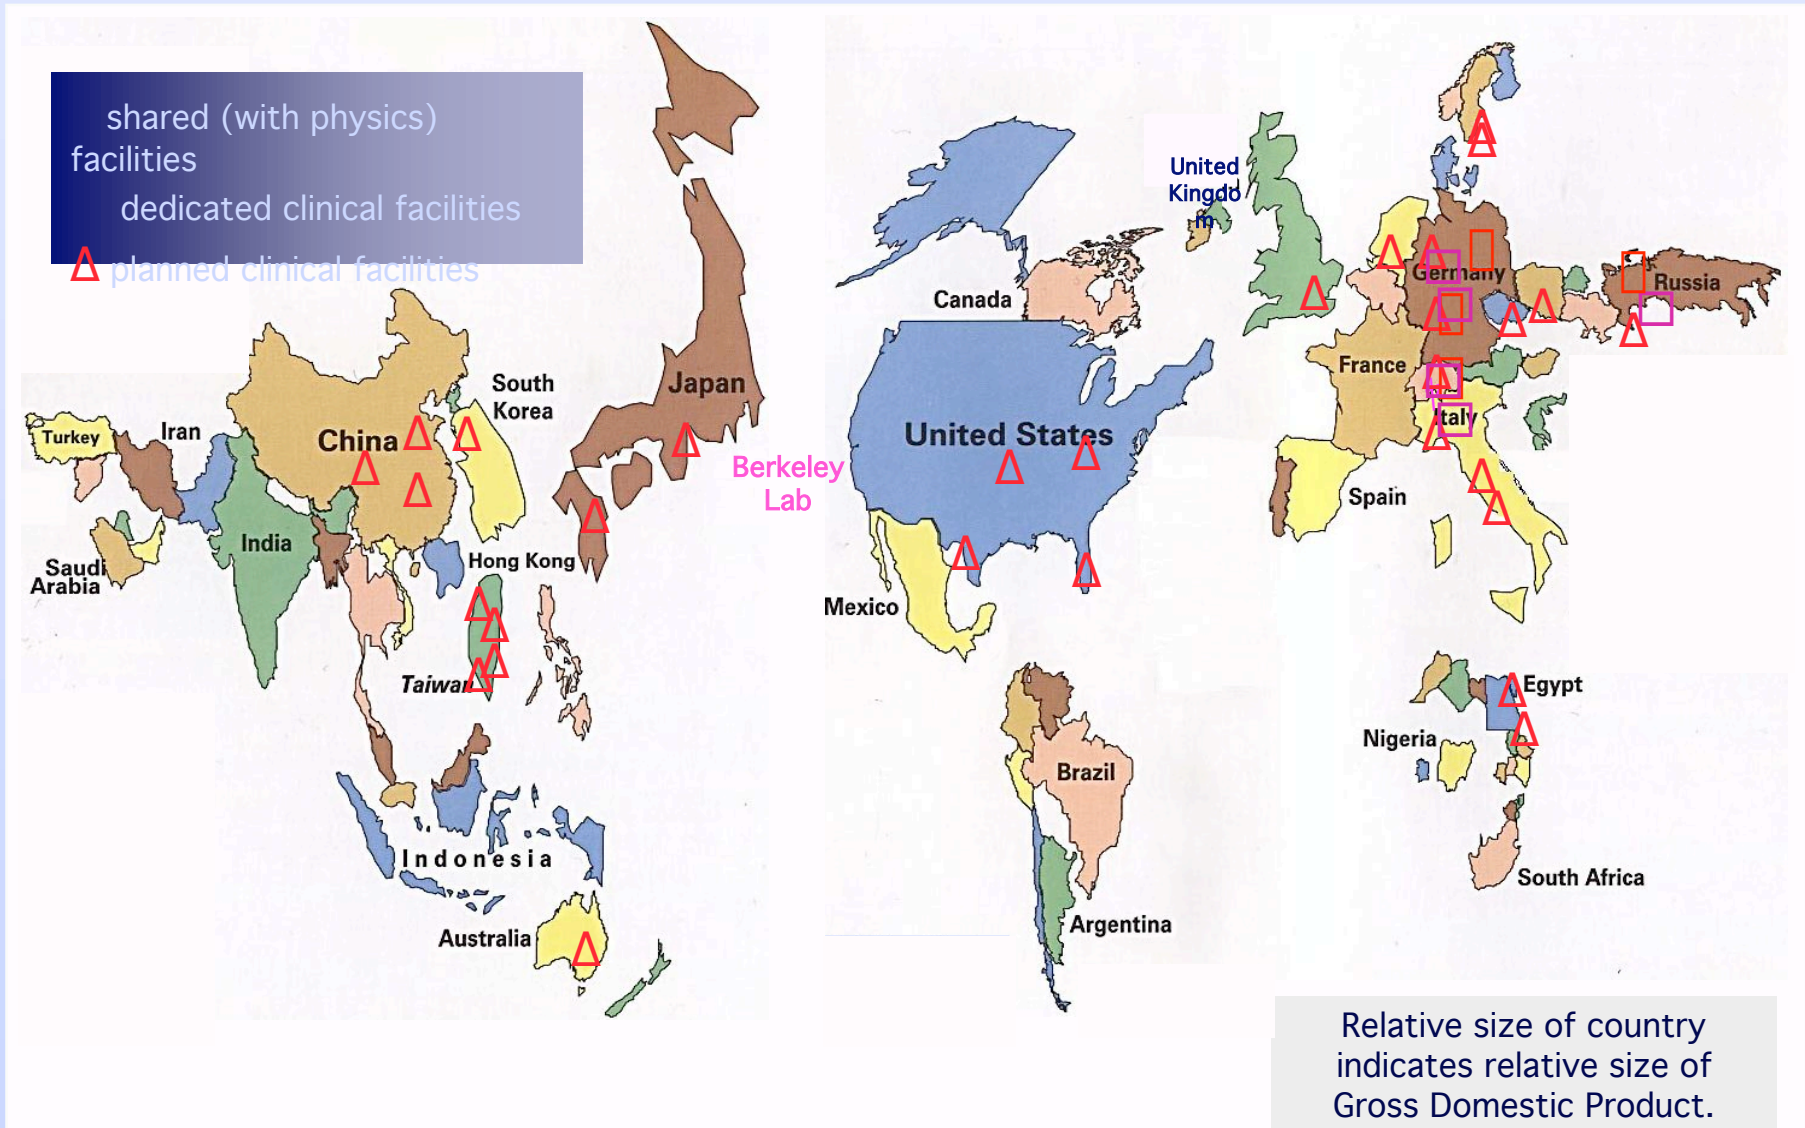 shared (with physics)
facilities
dedicated clinical facilities
planned clinical facilities
United
Kingdo
m
Canada
Germany
Russia
France
Japan
South
Korea
Turkey
Iran
China
United States
Italy
Berkeley
Lab
Spain
India
Hong Kong
Saudi
Arabia
Mexico
Taiwan
Egypt
Nigeria
Brazil
Indonesia
South Africa
Argentina
Australia
Relative size of country
indicates relative size of
Gross Domestic Product.